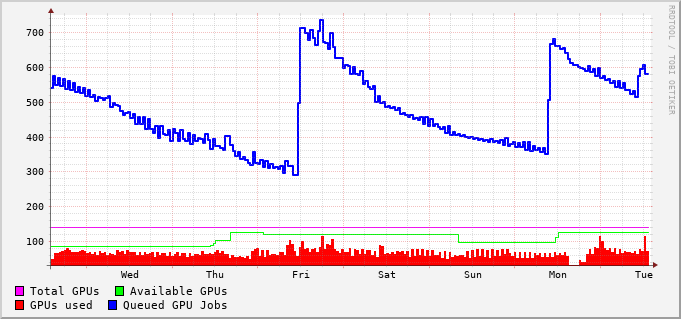 700
600
500
400
300
200
100
Wed Thu Fri Sat Sun Mon Tue
Total GPUs Available GPUs
GPUs used Queued GPU Jobs
RRDTOOL / TOBI OETIKER